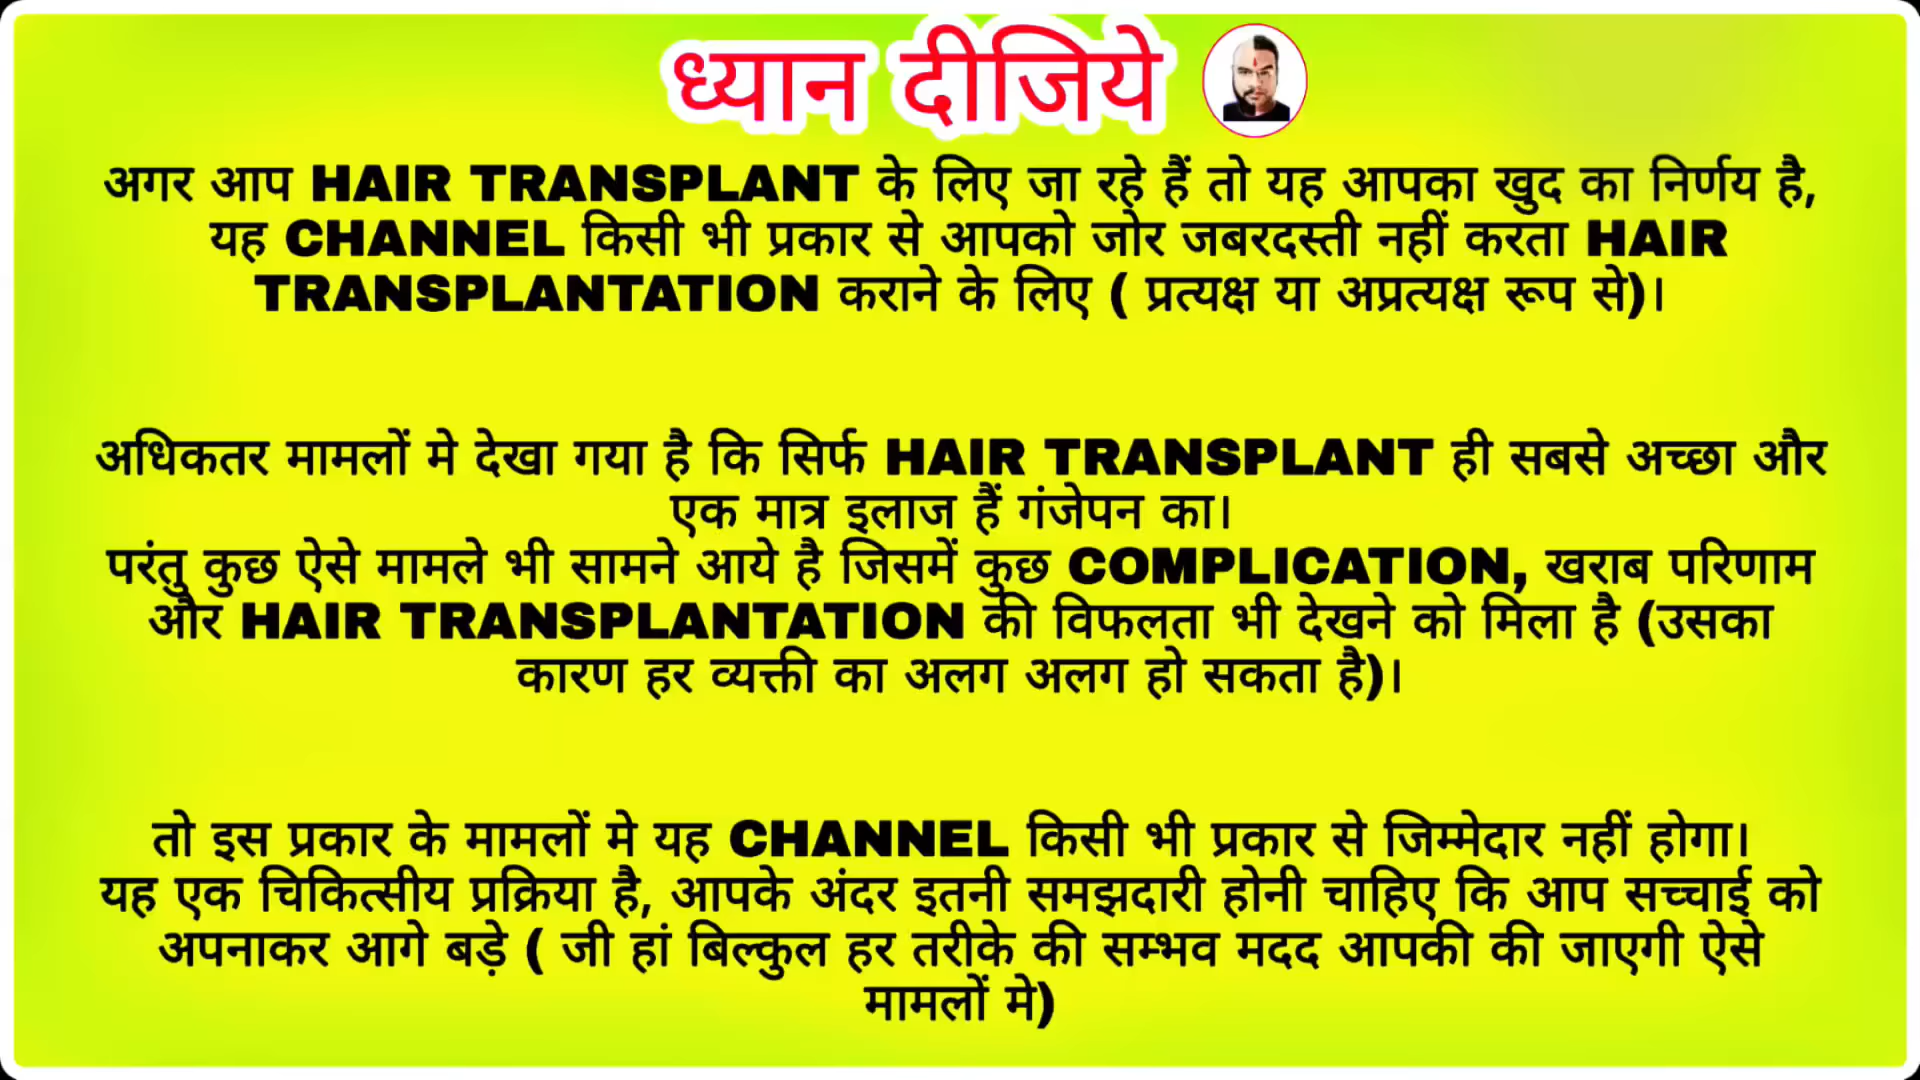 ध्यान दीजिये
अगर आप HAIR TRANSPLANT के लिए जा रहे हैं तो यह आपका खुद का निर्णय है,
यह CHANNEL किसी भी प्रकार से आपको जोर जबरदस्ती नहीं करता HAIR
TRANSPLANTATION कराने के लिए ( प्रत्यक्ष या अप्रत्यक्ष रूप से)।
अधिकतर मामलों मे देखा गया है कि सिर्फ HAIR TRANSPLANT ही सबसे अच्छा और
एक मात्र इलाज हैं गंजेपन का।
परंतु कुछ ऐसे मामले भी सामने आये है जिसमें कुछ COMPLICATION, खराब परिणाम
और HAIR TRANSPLANTATION की विफलता भी देखने को मिला है (उसका
कारण हर व्यक्ती का अलग अलग हो सकता है)।
तो इस प्रकार के मामलों मे यह CHANNEL किसी भी प्रकार से जिम्मेदार नहीं होगा।
यह एक चिकित्सीय प्रक्रिया है, आपके अंदर इतनी समझदारी होनी चाहिए कि आप सच्चाई को
अपनाकर आगे बड़े ( जी हां बिल्कुल हर तरीके की सम्भव मदद आपकी की जाएगी ऐसे
मामलों मे)